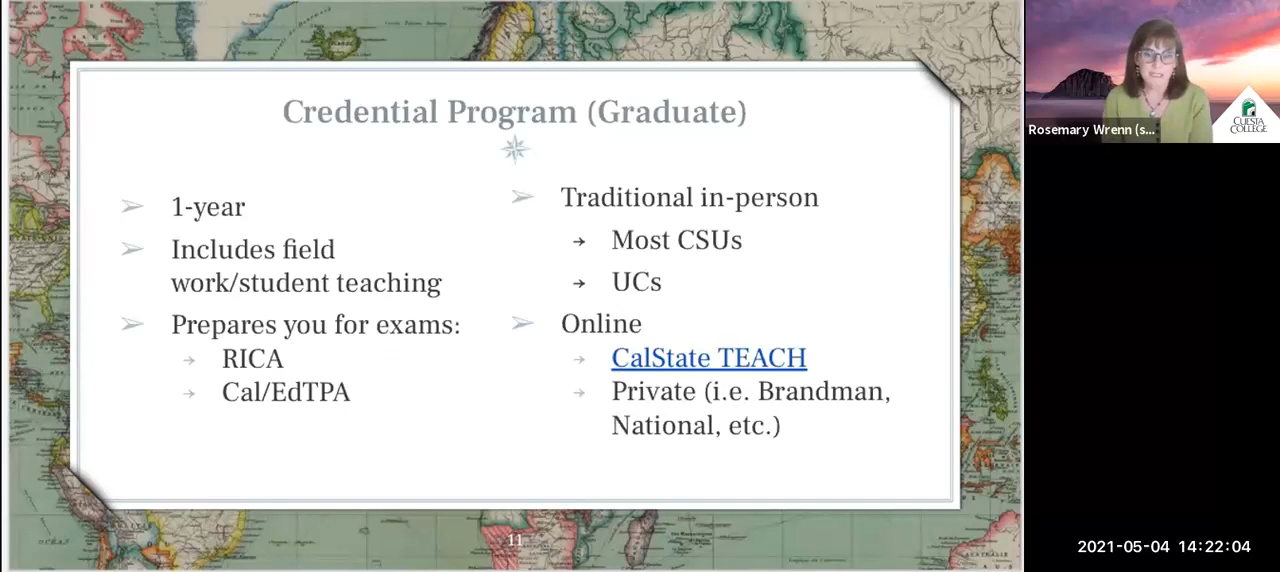 Credential Program (Graduate)
1-year
Includes field
work/student teaching
Prepares you for exams:
RICA
Cal/EdTPA
Traditional in-person
Most CSUs
UCs
Online
CalState TEACH
Private (i.e. Brandman,
National, etc.)
11
Rosemary Wrenn (s...
CUESTA
COLLEGE
2021-05-04 14:22:04